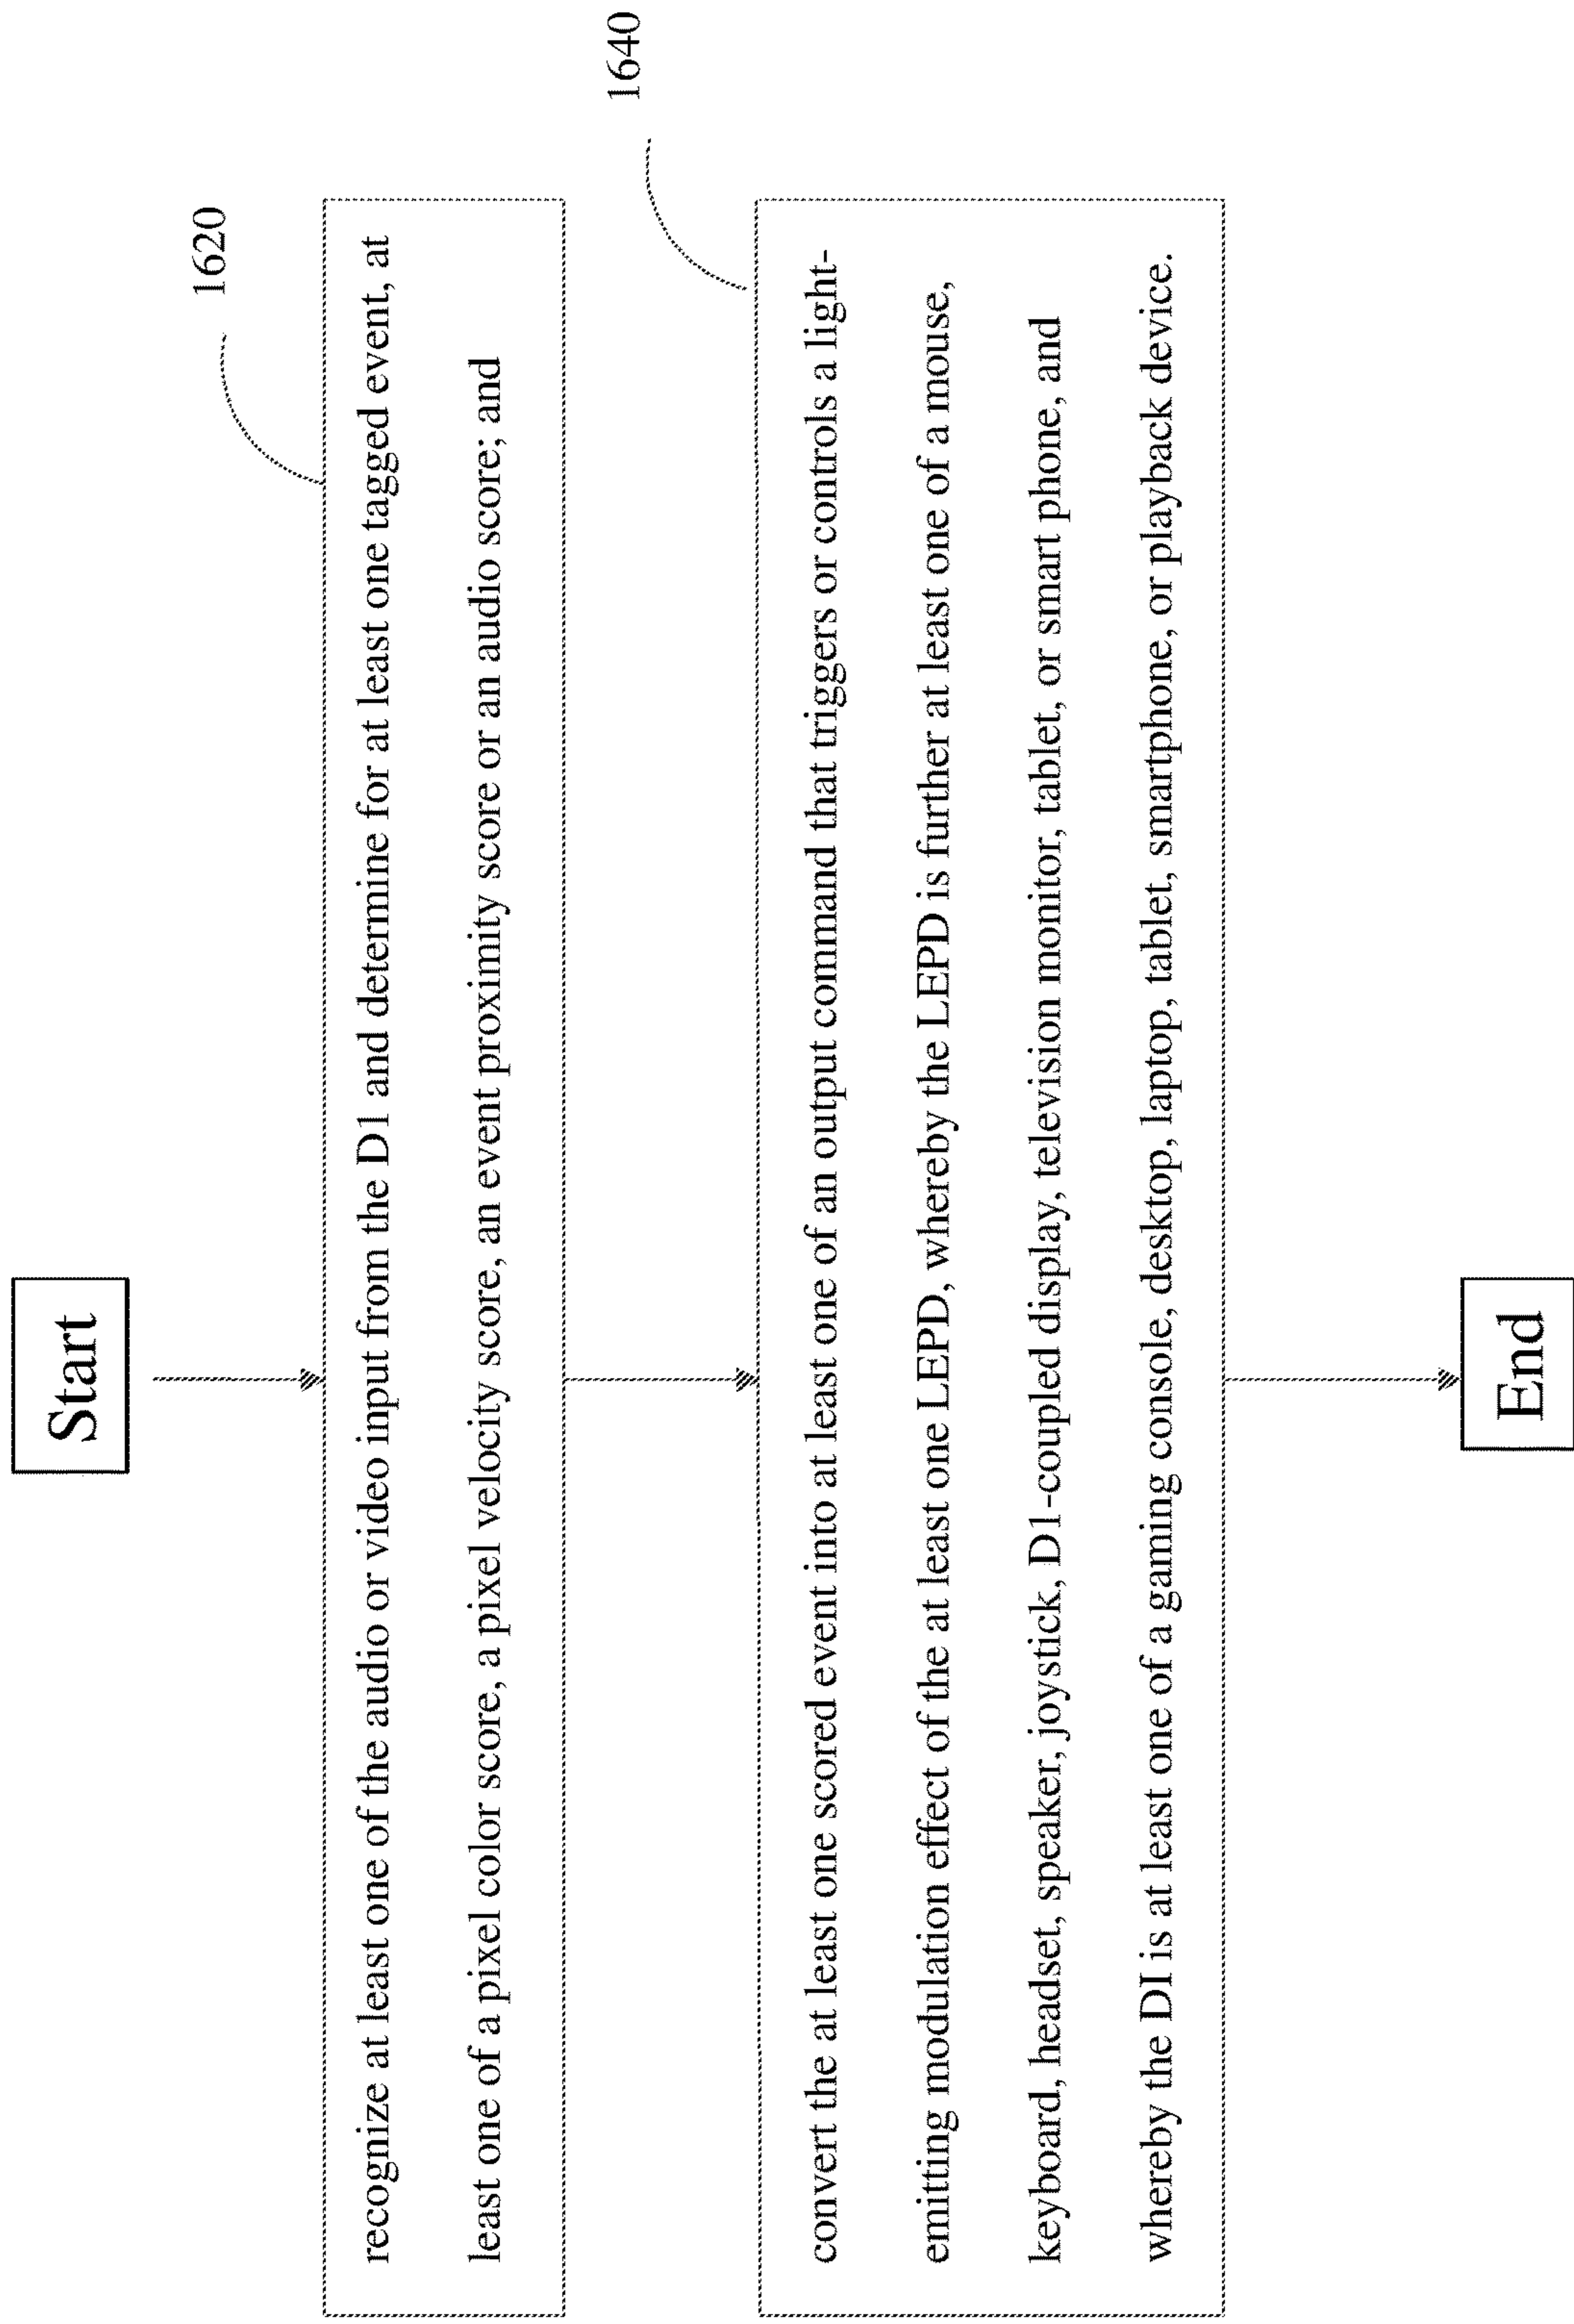 Start
1620
recognize at least one of the audio or video input from the D1 and determine for at least one tagged event, at
least one of a pixel color score, a pixel velocity score, an event proximity score or an audio score; and
1640
convert the at least one scored event into at least one of an output command that triggers or controls a light-
emitting modulation effect of the at least one LEPD, whereby the LEPD is further at least one of a mouse,
keyboard, headset, speaker, joystick, D1-coupled display, television monitor, tablet, or smart phone, and
whereby the DI is at least one of a gaming console, desktop, laptop, tablet, smartphone, or playback device.
End